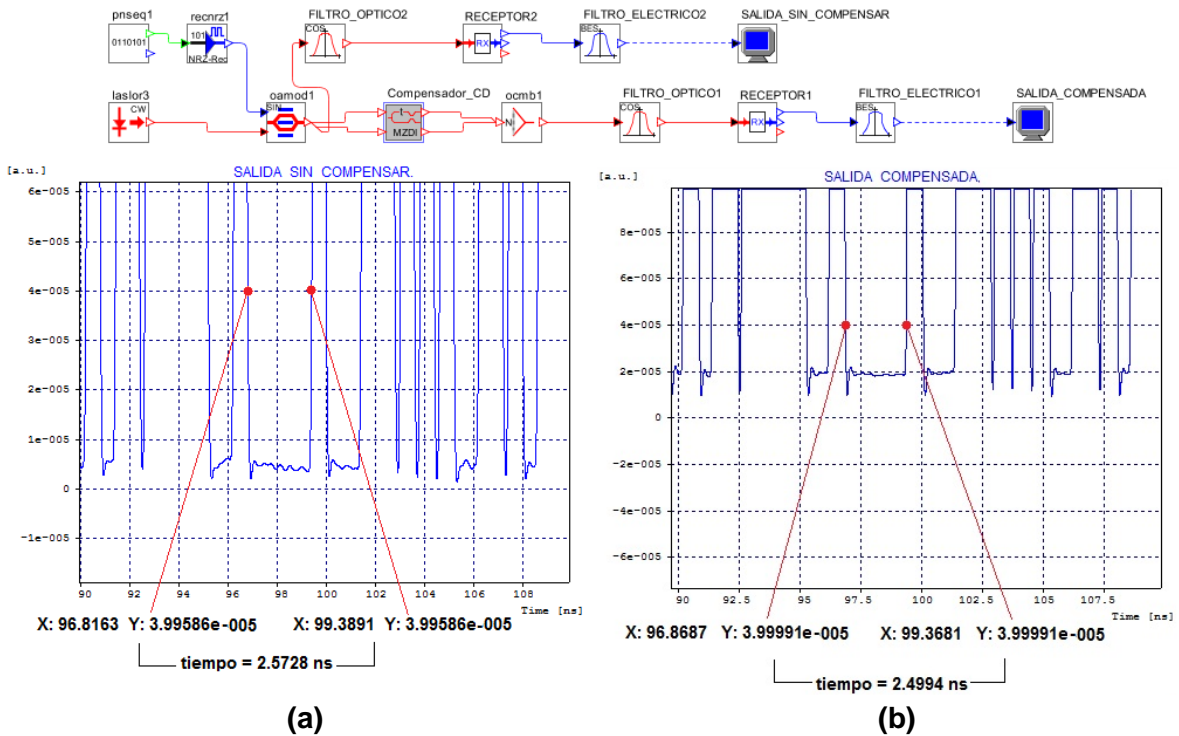 pnseq1 recnrz1 FILTRO_OPTICO2 RECEPTOR2 FILTRO_ELECTRICO2 SALIDA_SIN_COMPENSAR
0110101 101 NRZ-Rec COS RX BES
laslor3 oamod1 Compensador_CD ocmb1 FILTRO_OPTICO1 RECEPTOR1 FILTRO_ELECTRICO1 SALIDA_COMPENSADA
CW SIN t MZDI N COS RX BES
[a.u.] SALIDA SIN COMPENSAR.
6e-005
5e-005
4e-005
3e-005
2e-005
1e-005
0
-1e-005
90 92 94 96 98 100 102 104 106 108
Time [ns]
X: 96.8163 Y: 3.99586e-005 X: 99.3891 Y: 3.99586e-005
tiempo = 2.5728 ns
(a)
[a.u.] SALIDA COMPENSADA.
8e-005
6e-005
4e-005
2e-005
0
-2e-005
-4e-005
-6e-005
90 92.5 95 97.5 100 102.5 105 107.5
Time [ns]
X: 96.8687 Y: 3.99991e-005 X: 99.3681 Y: 3.99991e-005
tiempo = 2.4994 ns
(b)